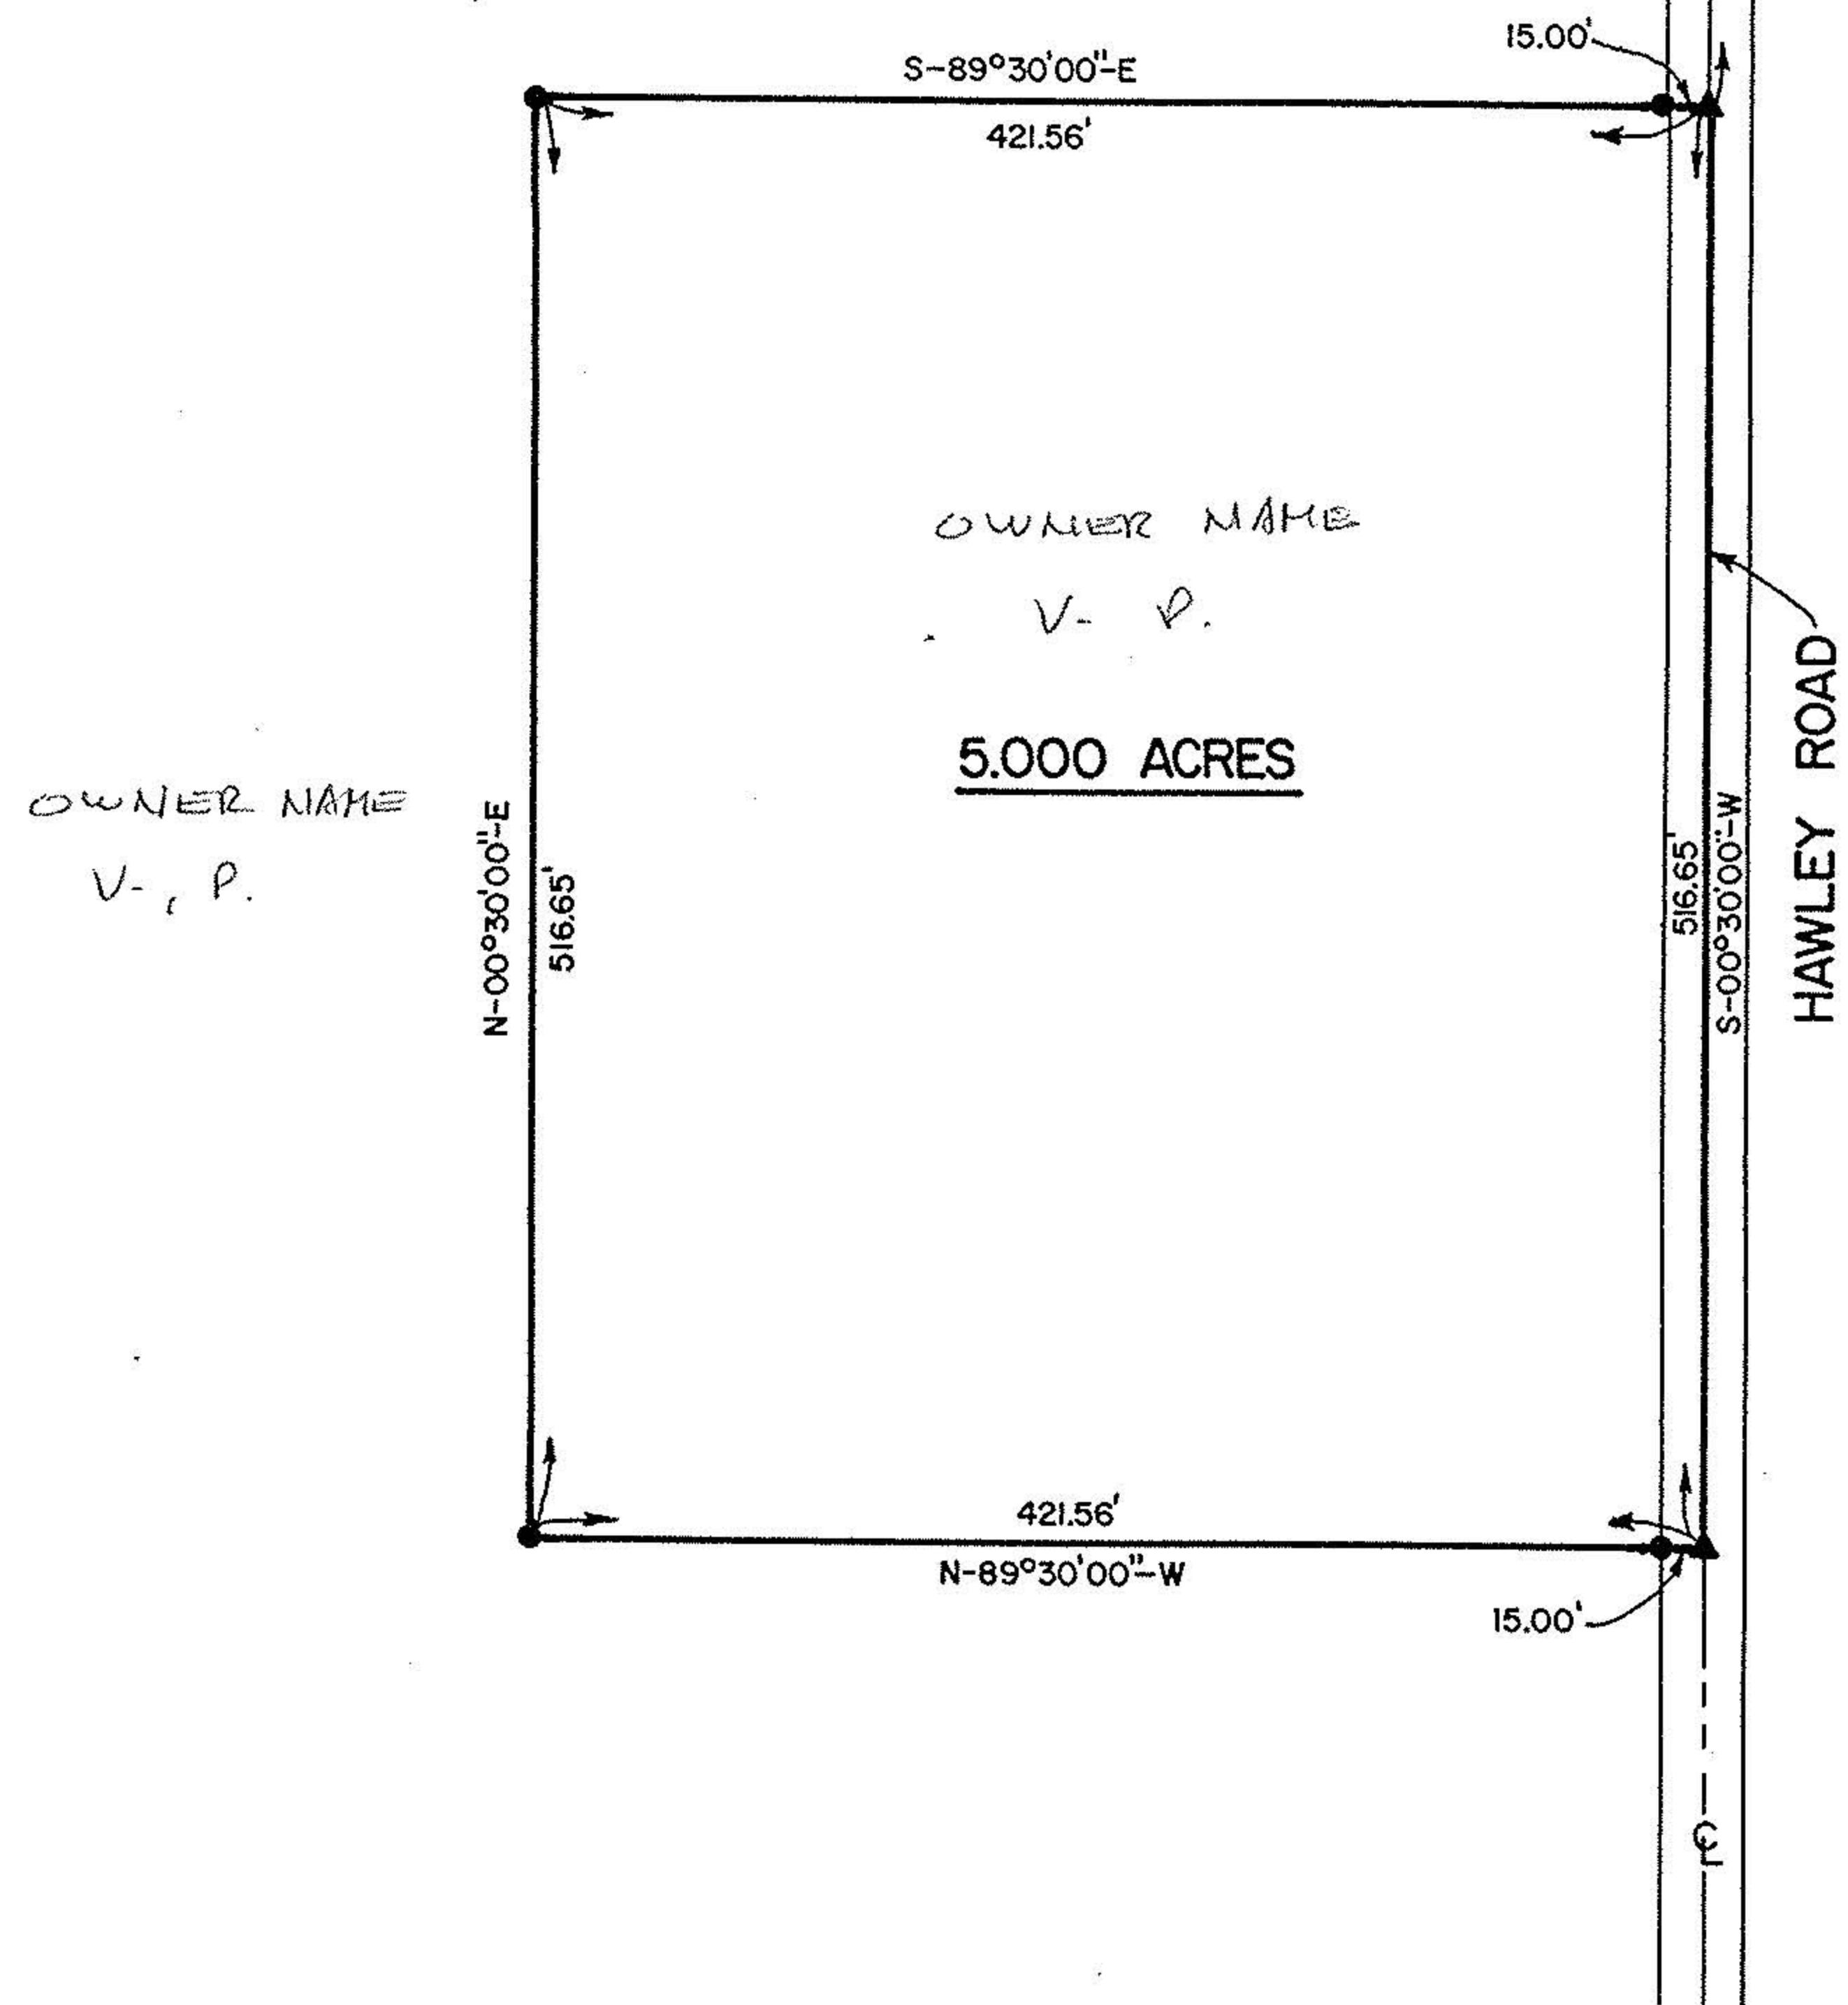 15.00'
S-89°30'00"-E
421.56'
OWNER NAME
V- P.
5.000 ACRES
OWNER NAME
V-, P.
N-00°30'00"-E
516.65'
516.65'
S-00°30'00"-W
HAWLEY ROAD
421.56'
N-89°30'00"-W
15.00'
℄